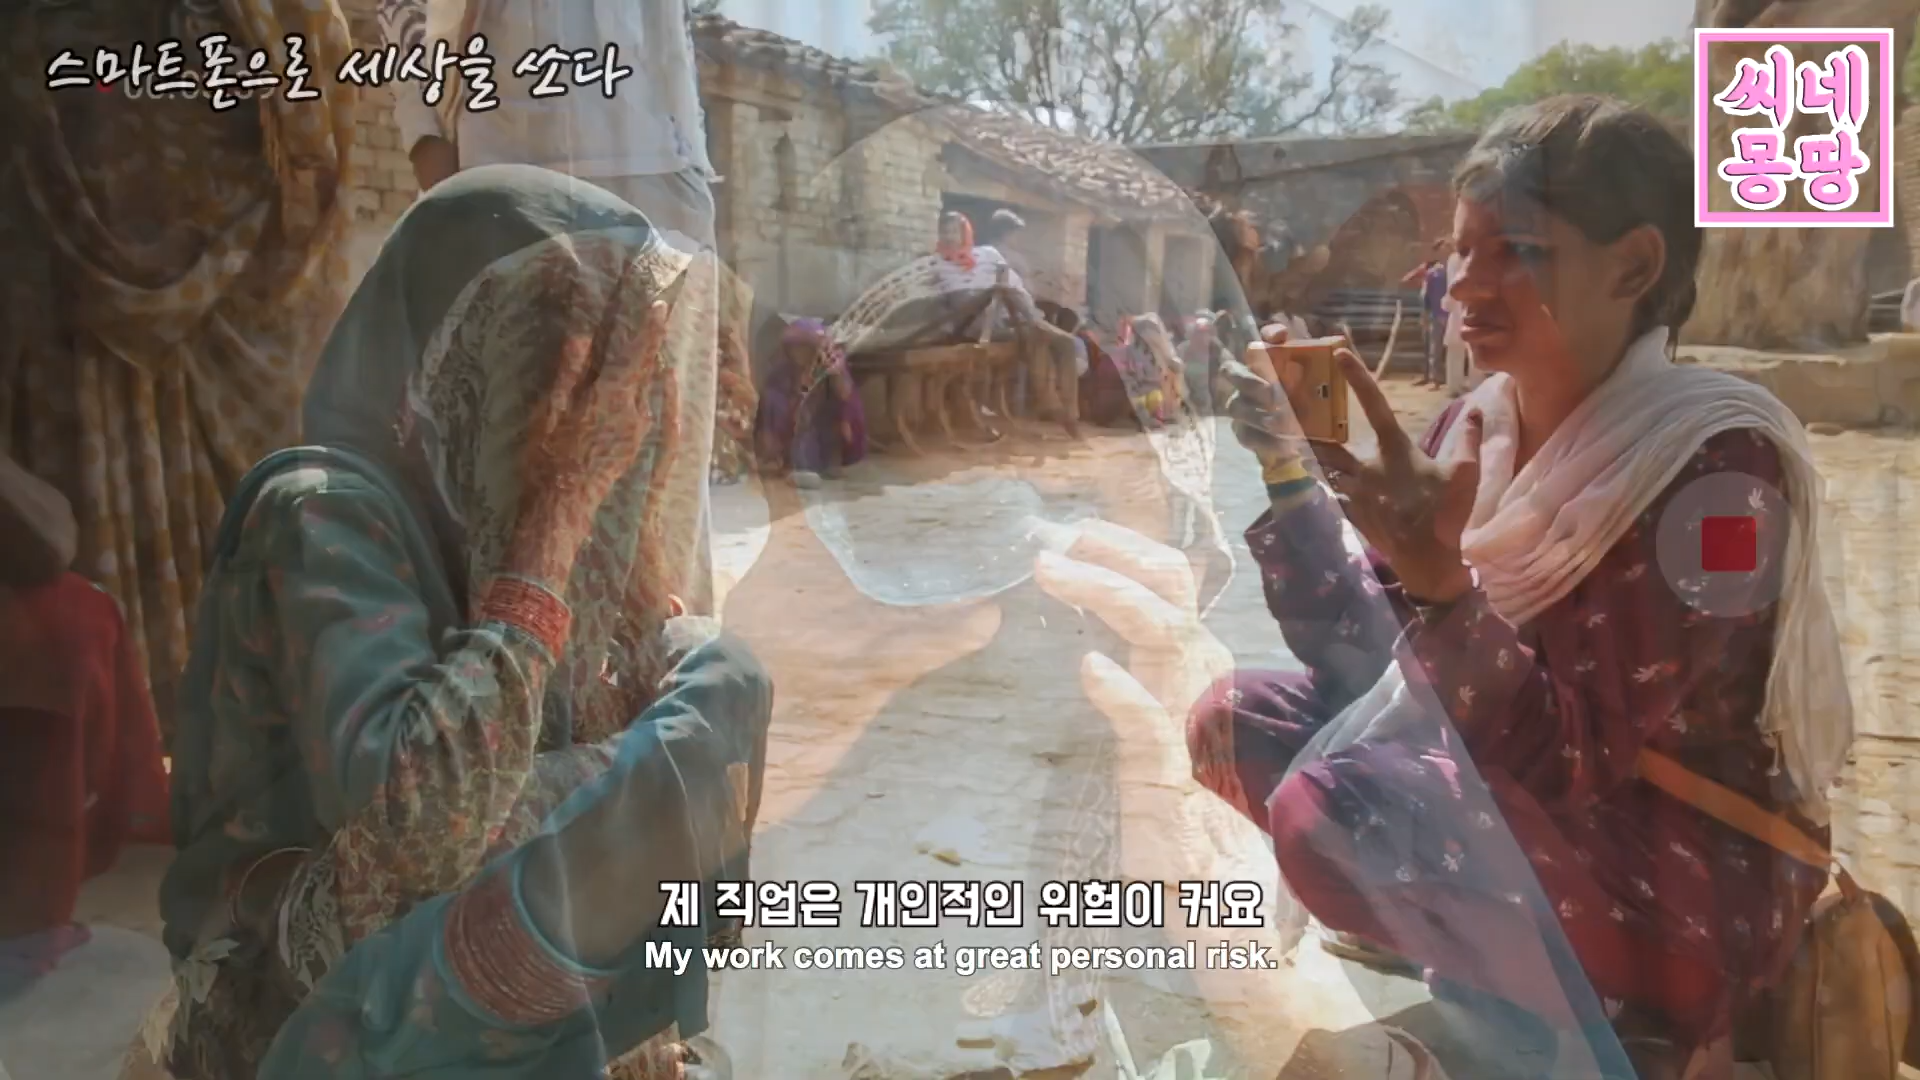 스마트폰으로 세상을 쏘다
씨네
몽땅
제 직업은 개인적인 위험이 커요
My work comes at great personal risk.